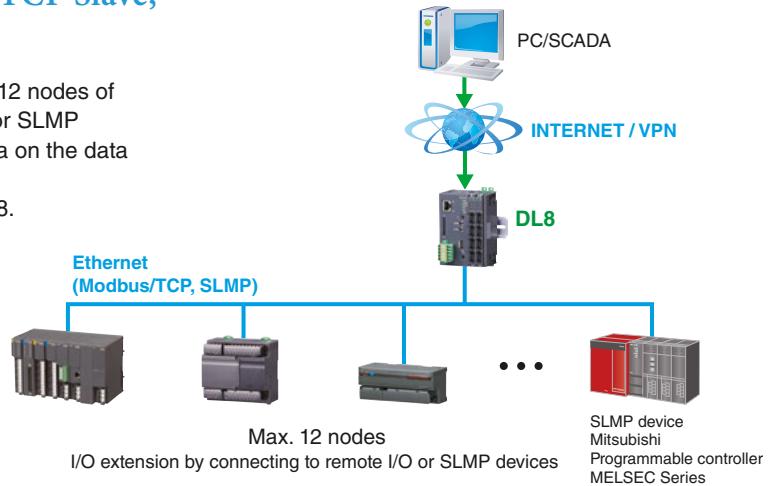 TCP Slave,
12 nodes of
or SLMP
a on the data
8.
PC/SCADA
INTERNET / VPN
DL8
Ethernet
(Modbus/TCP, SLMP)
Max. 12 nodes
I/O extension by connecting to remote I/O or SLMP devices
SLMP device
Mitsubishi
Programmable controller
MELSEC Series